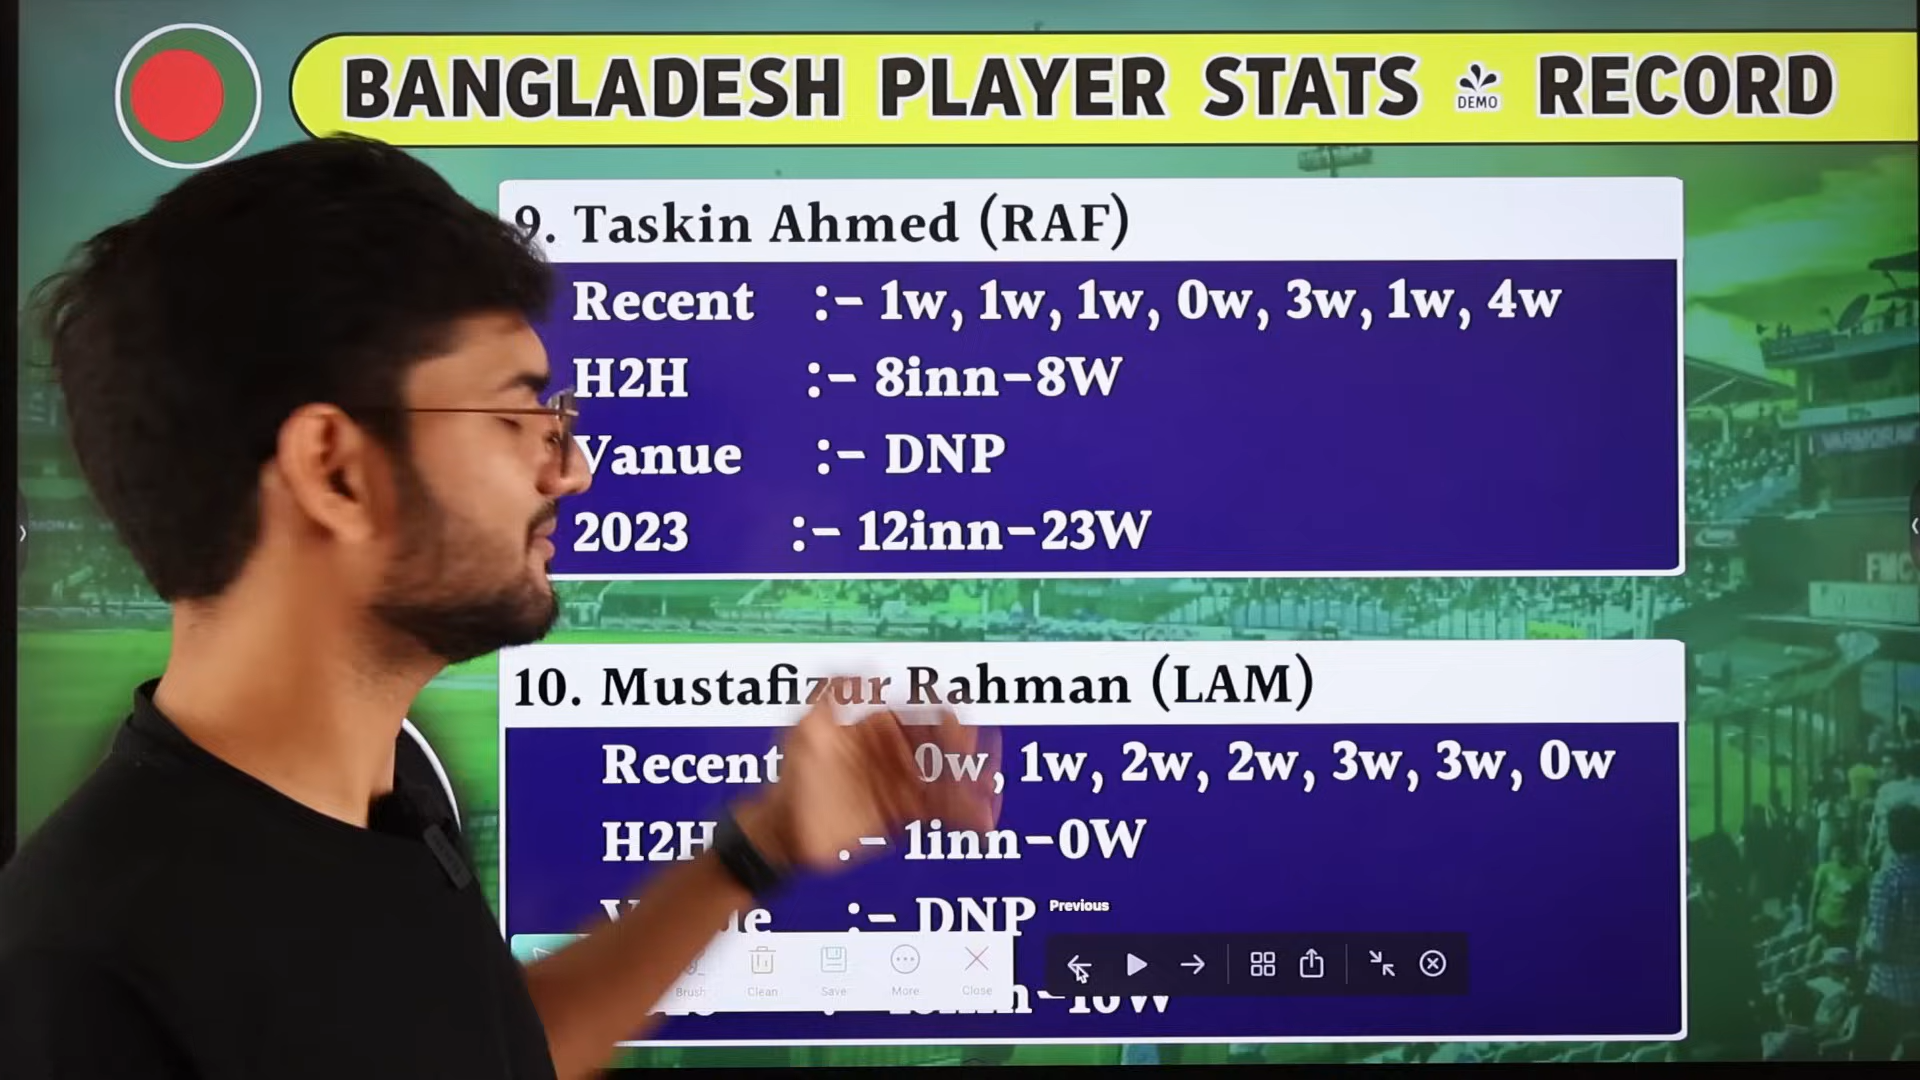 BANGLADESH PLAYER STATS DEMO RECORD
9. Taskin Ahmed (RAF)
Recent :- 1w, 1w, 1w, 0w, 3w, 1w, 4w
H2H :- 8inn-8W
Vanue :- DNP
2023 :- 12inn-23W
10. Mustafizur Rahman (LAM)
Recent 0w, 1w, 2w, 2w, 3w, 3w, 0w
H2H :- 1inn-0W
:- DNP
Previous
Brush Clean Save More Close